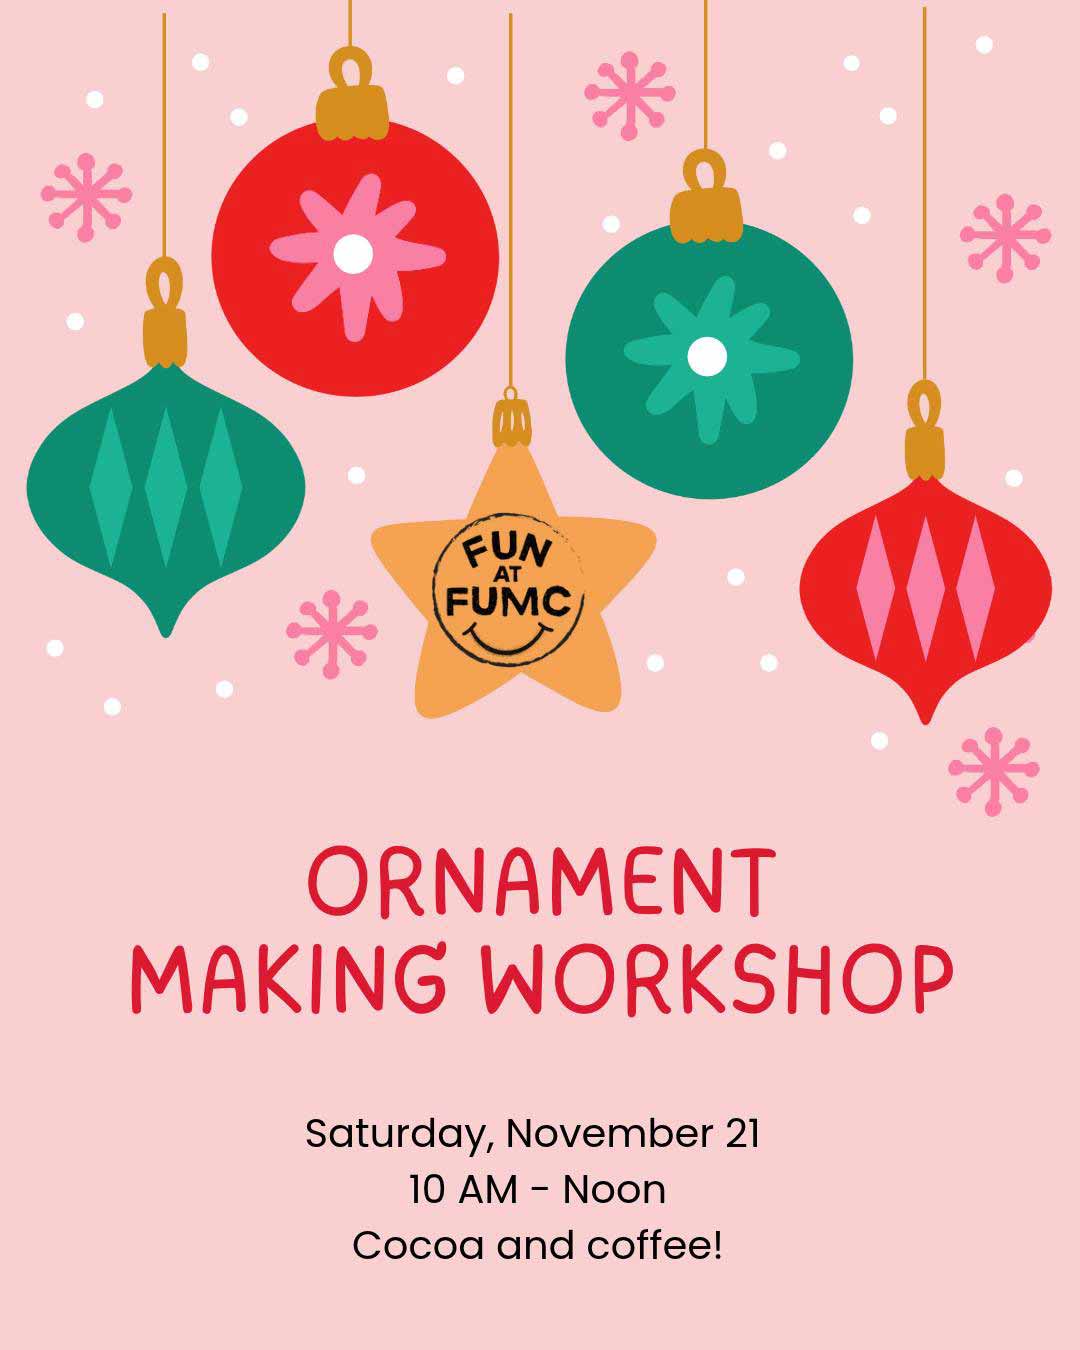 FUN
AT
FUMC
ORNAMENT
MAKING WORKSHOP
Saturday, November 21
10 AM - Noon
Cocoa and coffee!